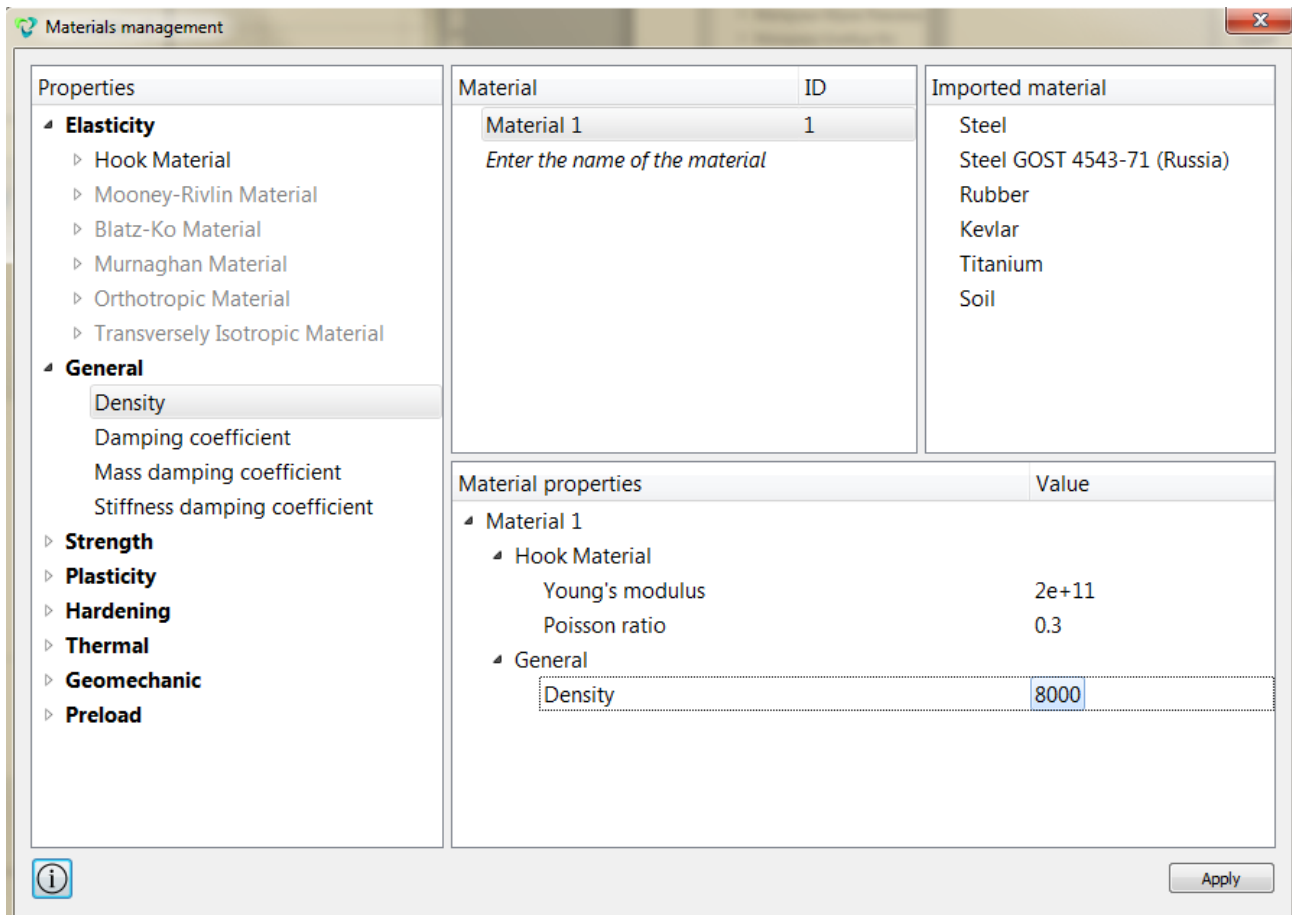 Materials management
Properties
Elasticity
Hook Material
Mooney-Rivlin Material
Blatz-Ko Material
Murnaghan Material
Orthotropic Material
Transversely Isotropic Material
General
Density
Damping coefficient
Mass damping coefficient
Stiffness damping coefficient
Strength
Plasticity
Hardening
Thermal
Geomechanic
Preload
Material ID
Material 1 1
Enter the name of the material
Imported material
Steel
Steel GOST 4543-71 (Russia)
Rubber
Kevlar
Titanium
Soil
Material properties Value
Material 1
Hook Material
Young's modulus 2e+11
Poisson ratio 0.3
General
Density 8000
Apply